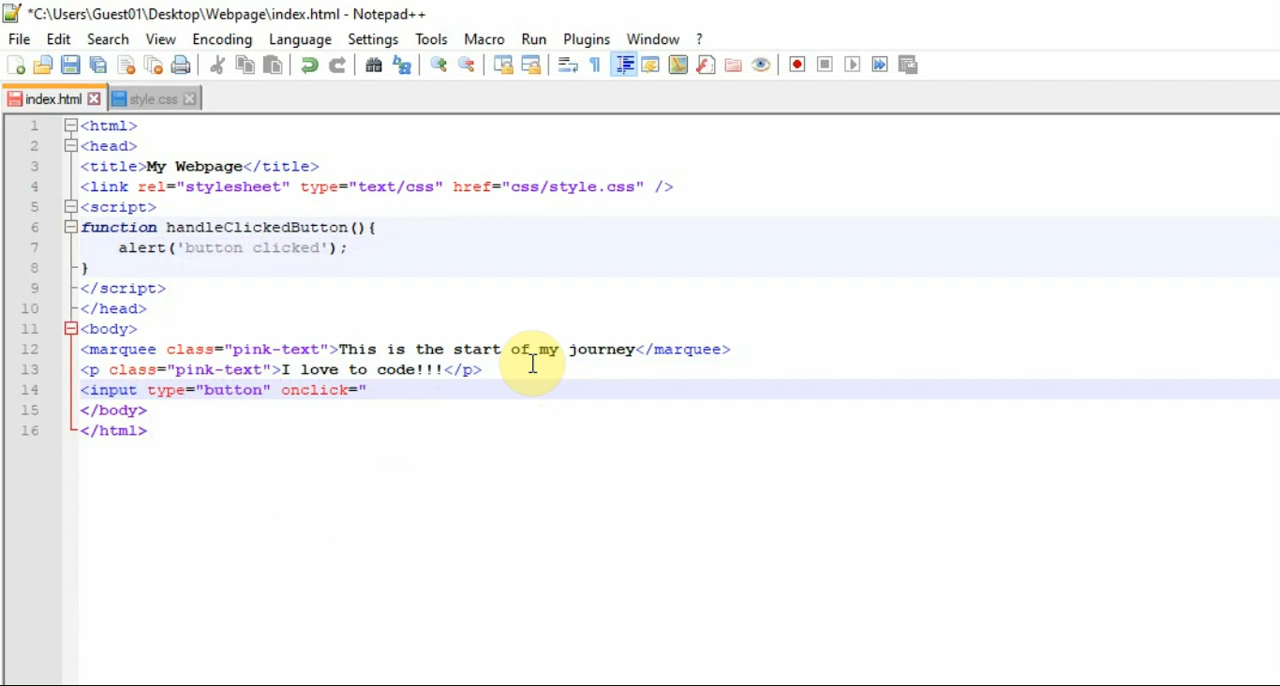 *C:\Users\Guest01\Desktop\Webpage\index.html - Notepad++
File Edit Search View Encoding Language Settings Tools Macro Run Plugins Window ?
index.html style.css
1 <html>
2 <head>
3 <title>My Webpage</title>
4 <link rel="stylesheet" type="text/css" href="css/style.css" />
5 <script>
6 function handleClickedButton(){
7 alert('button clicked');
8 }
9 </script>
10 </head>
11 <body>
12 <marquee class="pink-text">This is the start of my journey</marquee>
13 <p class="pink-text">I love to code!!!</p>
14 <input type="button" onclick="
15 </body>
16 </html>